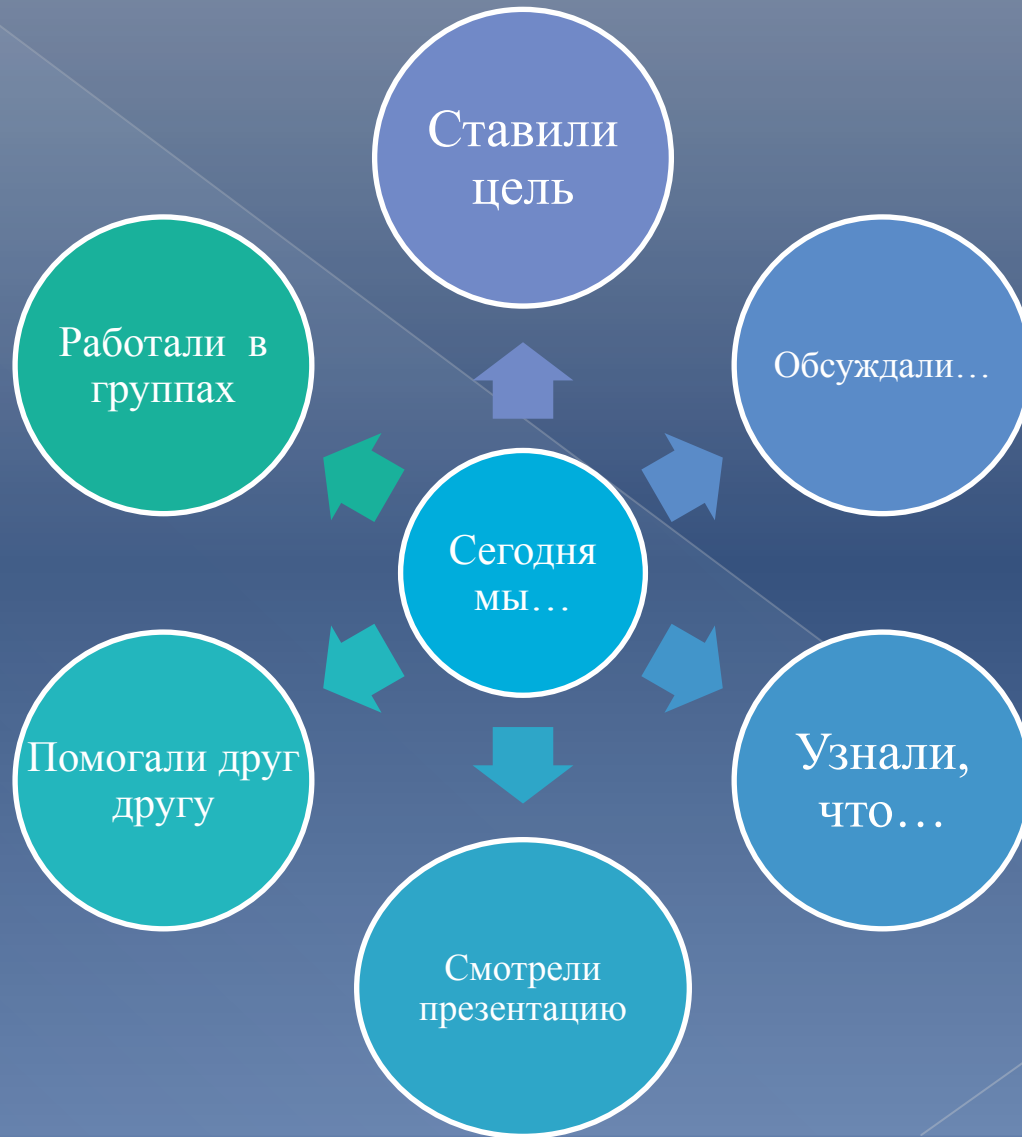 Ставили
цель
Обсуждали…
Узнали,
что…
Смотрели
презентацию
Помогали друг
другу
Работали в
группах
Сегодня
мы…